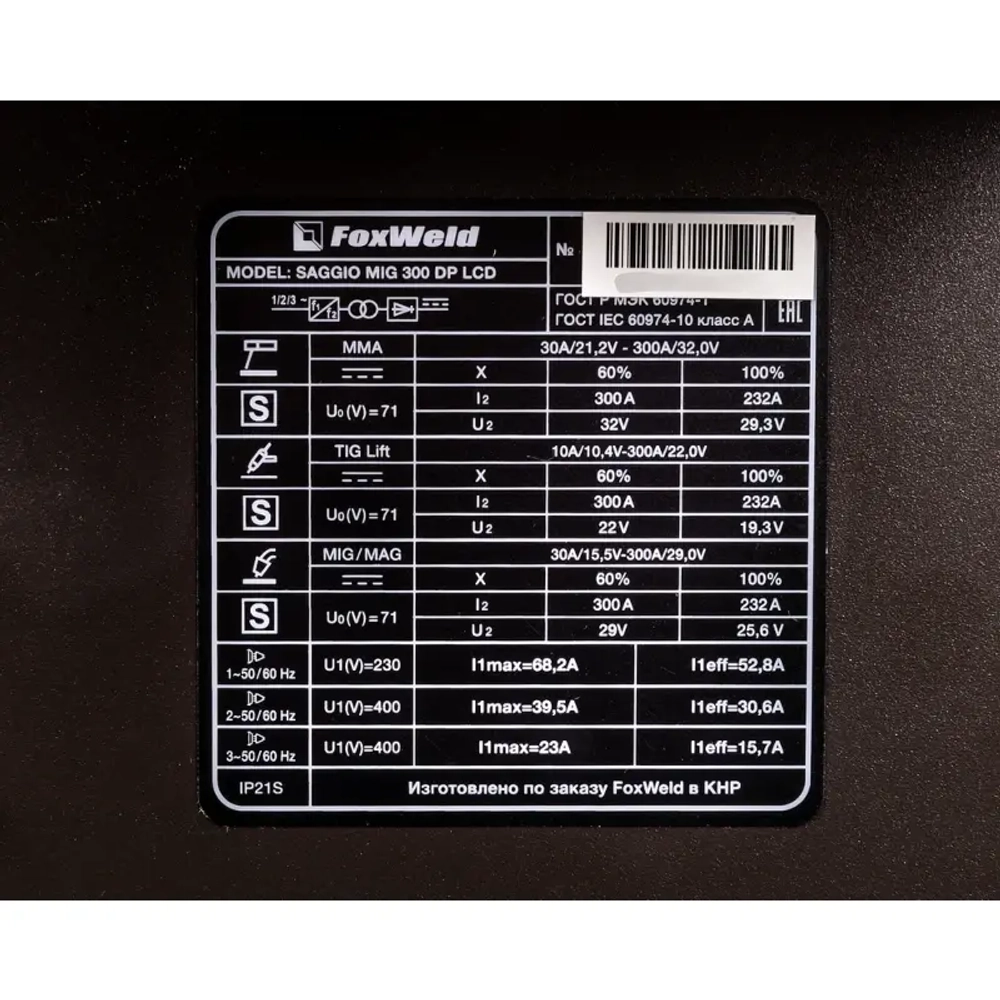 FoxWeld
№
MODEL: SAGGIO MIG 300 DP LCD
1/2/3 ~ f1 f2
ГОСТ Р МЭК 60974-1
ГОСТ IEC 60974-10 класс А
EAC
MMA 30A/21,2V - 300A/32,0V
X 60% 100%
S U0(V)=71 I2 300A 232A
U2 32V 29,3V
TIG Lift 10A/10,4V-300A/22,0V
X 60% 100%
S U0(V)=71 I2 300A 232A
U2 22V 19,3V
MIG/MAG 30A/15,5V-300A/29,0V
X 60% 100%
S U0(V)=71 I2 300A 232A
U2 29V 25,6V
1~50/60 Hz U1(V)=230 I1max=68,2A I1eff=52,8A
2~50/60 Hz U1(V)=400 I1max=39,5A I1eff=30,6A
3~50/60 Hz U1(V)=400 I1max=23A I1eff=15,7A
IP21S Изготовлено по заказу FoxWeld в КНР